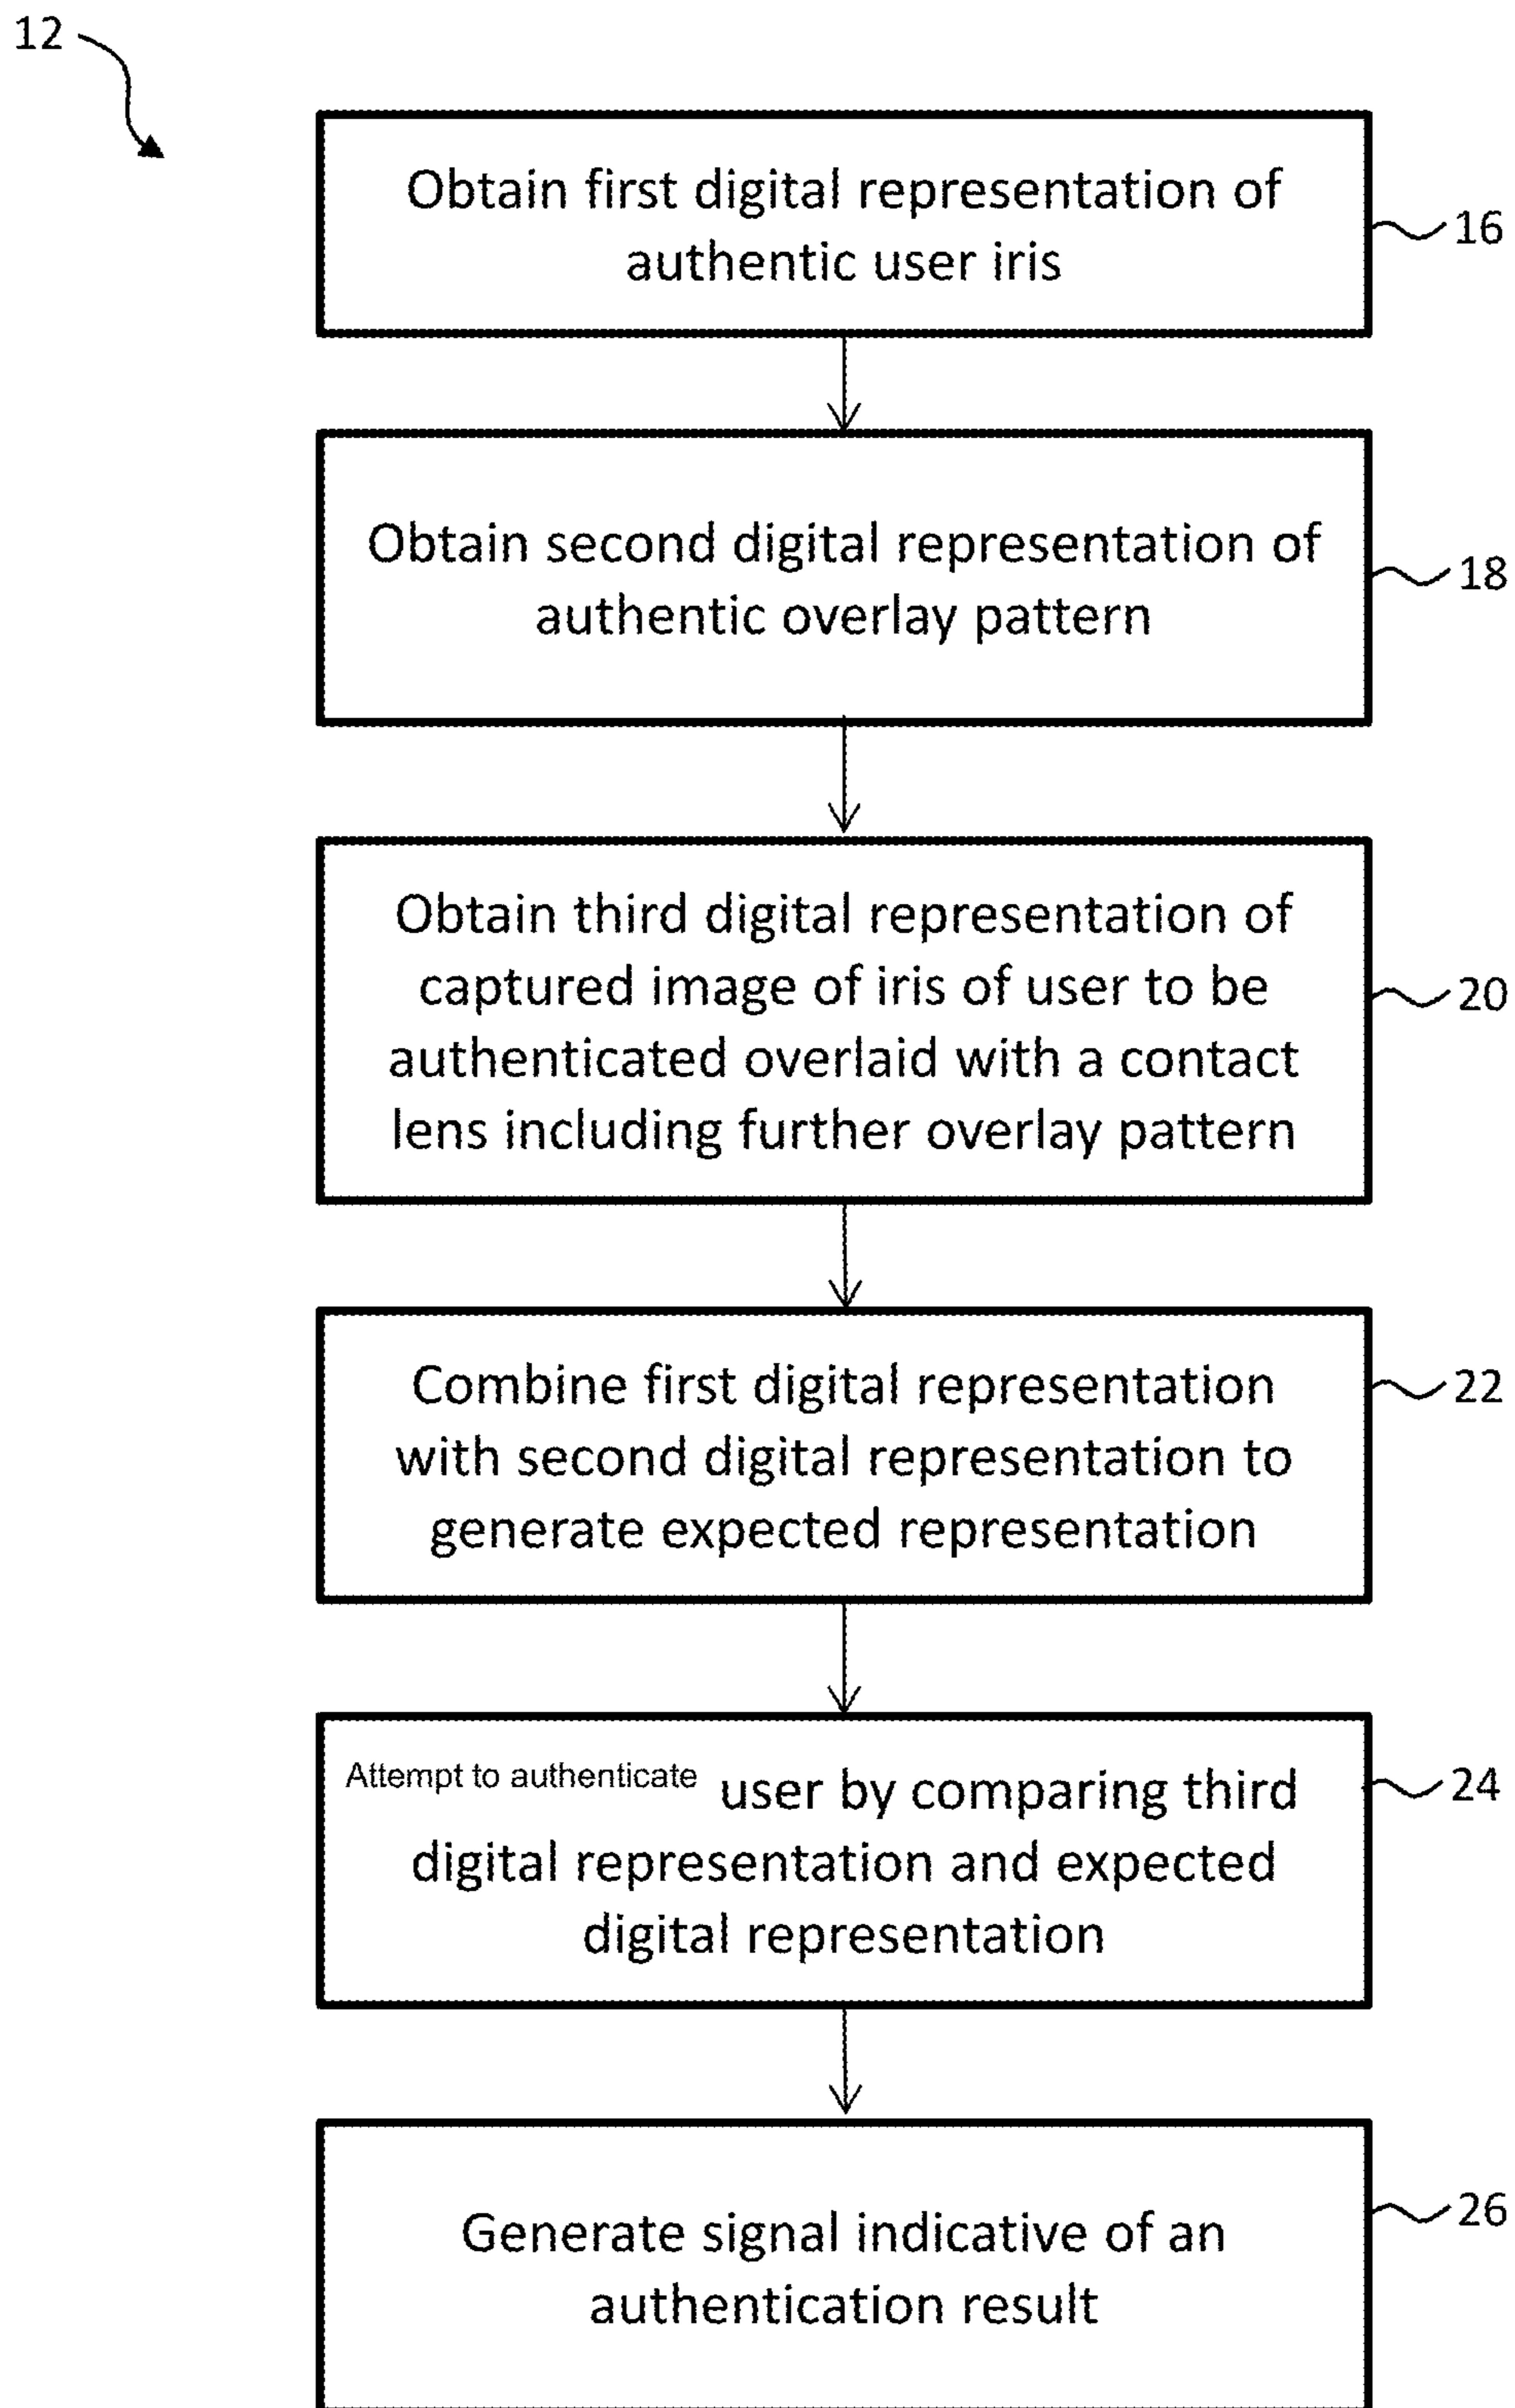 12
Obtain first digital representation of
authentic user iris
16
Obtain second digital representation of
authentic overlay pattern
18
Obtain third digital representation of
captured image of iris of user to be
authenticated overlaid with a contact
lens including further overlay pattern
20
Combine first digital representation
with second digital representation to
generate expected representation
22
Attempt to authenticate user by comparing third
digital representation and expected
digital representation
24
Generate signal indicative of an
authentication result
26